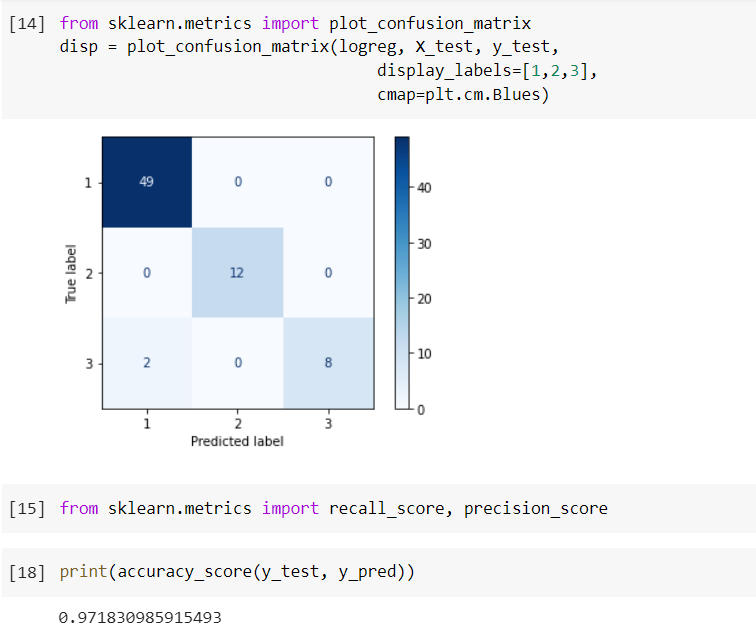 [14] from sklearn.metrics import plot_confusion_matrix
disp = plot_confusion_matrix(logreg, X_test, y_test,
display_labels=[1,2,3],
cmap=plt.cm.Blues)
1 49 0 0
2 0 12 0
3 2 0 8
1 2 3
True label
Predicted label
40
30
20
10
0
[15] from sklearn.metrics import recall_score, precision_score
[18] print(accuracy_score(y_test, y_pred))
0.971830985915493